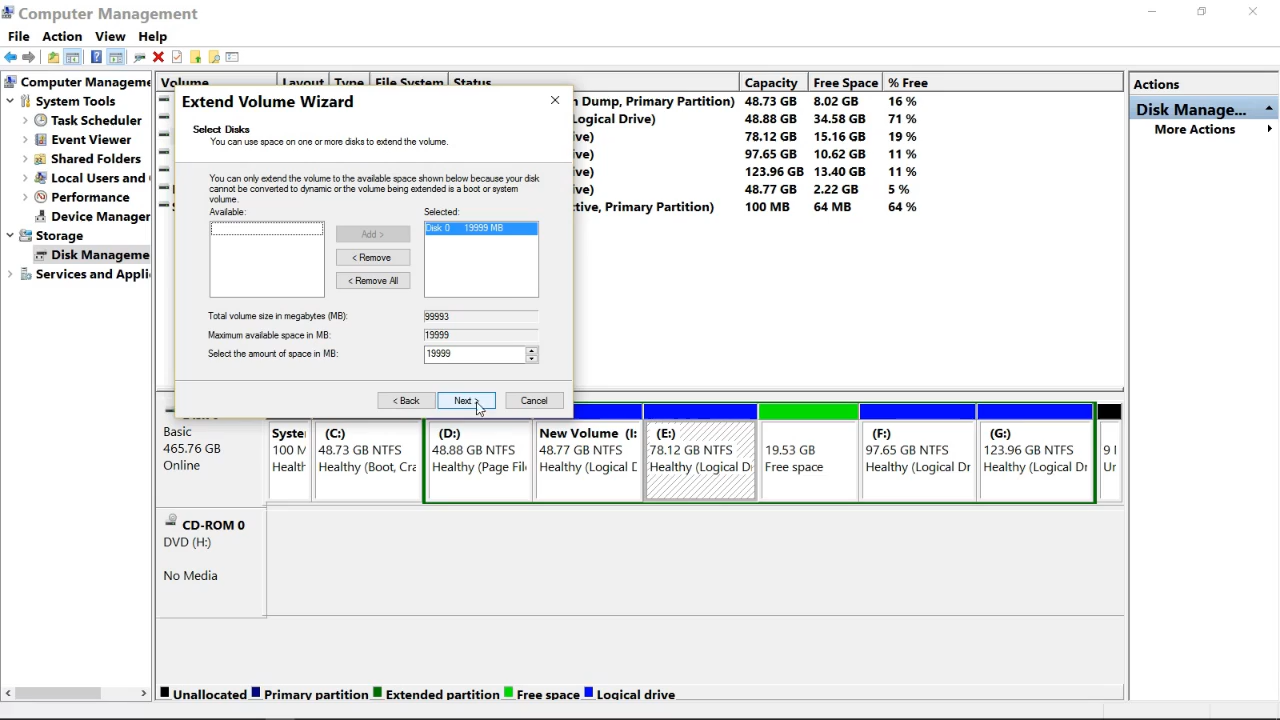 Computer Management
File Action View Help
Computer Manageme
System Tools
Task Scheduler
Event Viewer
Shared Folders
Local Users and
Performance
Device Manager
Storage
Disk Manageme
Services and Appli
Volume Layout Type File System Status Capacity Free Space % Free
n Dump, Primary Partition) 48.73 GB 8.02 GB 16 %
Logical Drive) 48.88 GB 34.58 GB 71 %
ive) 78.12 GB 15.16 GB 19 %
ive) 97.65 GB 10.62 GB 11 %
ive) 123.96 GB 13.40 GB 11 %
ive) 48.77 GB 2.22 GB 5 %
tive, Primary Partition) 100 MB 64 MB 64 %
Extend Volume Wizard
Select Disks
You can use space on one or more disks to extend the volume.
You can only extend the volume to the available space shown below because your disk
cannot be converted to dynamic or the volume being extended is a boot or system
volume.
Available: Selected:
Disk 0 19999 MB
Add >
< Remove
< Remove All
Total volume size in megabytes (MB): 99993
Maximum available space in MB: 19999
Select the amount of space in MB: 19999
< Back Next > Cancel
Actions
Disk Manage...
More Actions
Basic
465.76 GB
Online
Syste
100 M
Healt
(C:)
48.73 GB NTFS
Healthy (Boot, Cra
(D:)
48.88 GB NTFS
Healthy (Page Fil
New Volume (I:
48.77 GB NTFS
Healthy (Logical D
(E:)
78.12 GB NTFS
Healthy (Logical D
19.53 GB
Free space
(F:)
97.65 GB NTFS
Healthy (Logical Dr
(G:)
123.96 GB NTFS
Healthy (Logical Dr
9 
Ur
CD-ROM 0
DVD (H:)
No Media
Unallocated Primary partition Extended partition Free space Logical drive